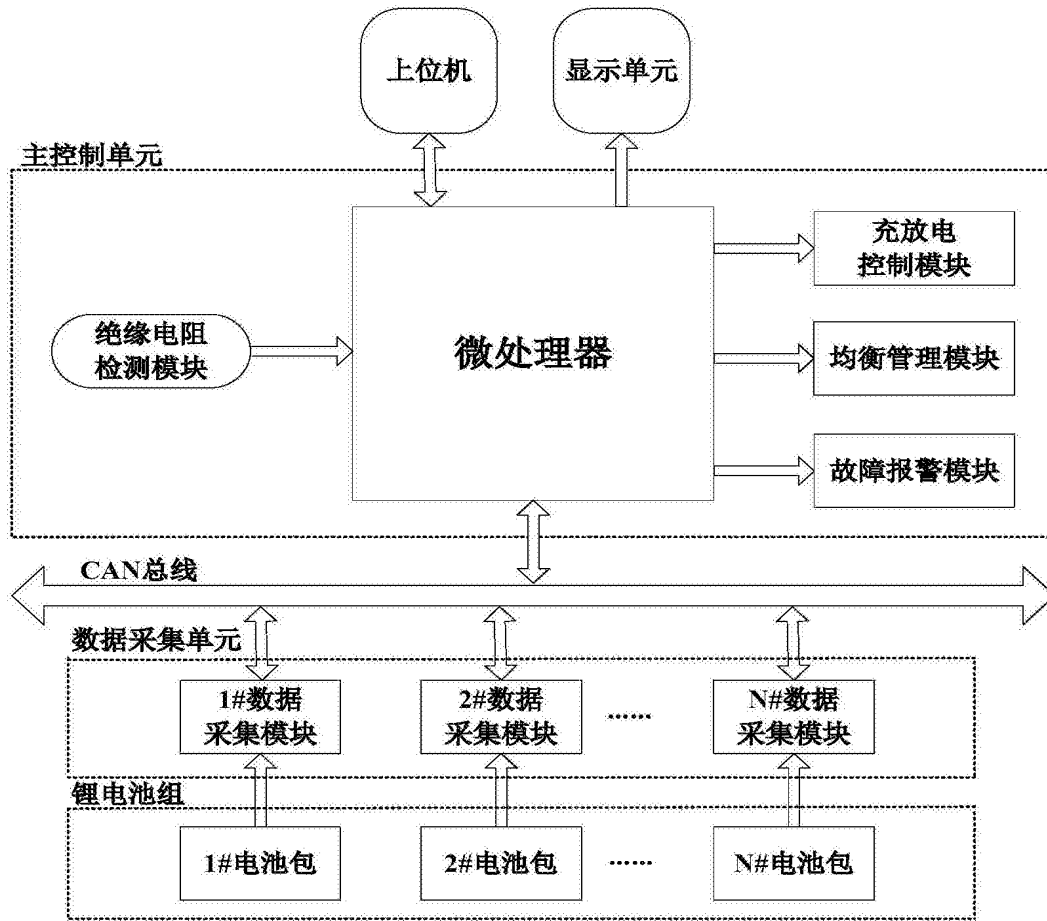 上位机
显示单元
主控制单元
充放电
控制模块
绝缘电阻
检测模块
微处理器
均衡管理模块
故障报警模块
CAN总线
数据采集单元
1#数据
采集模块
2#数据
采集模块
......
N#数据
采集模块
锂电池组
1#电池包
2#电池包
......
N#电池包